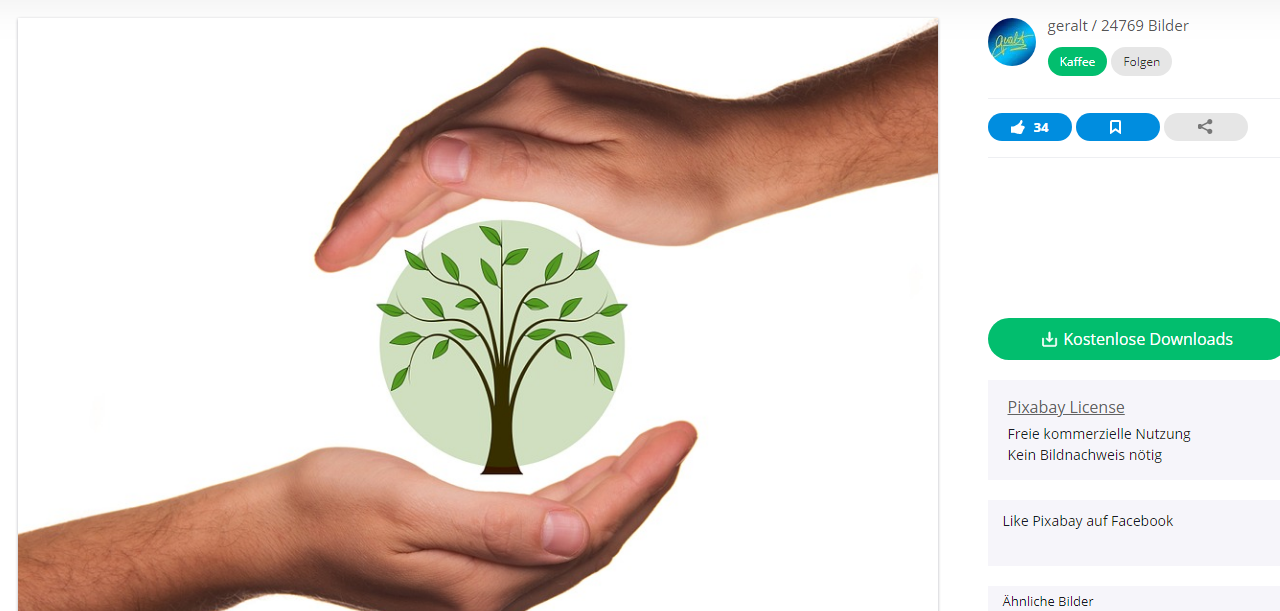 geralt / 24769 Bilder
Kaffee Folgen
34
Kostenlose Downloads
Pixabay License
Freie kommerzielle Nutzung
Kein Bildnachweis nötig
Like Pixabay auf Facebook
Ähnliche Bilder